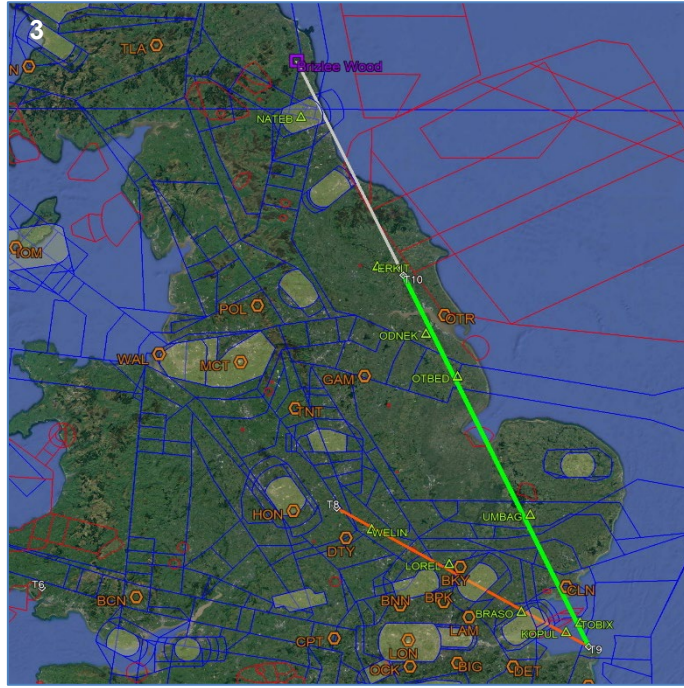 3
TLA
N
Brizlee Wood
NATEB
IOM
ERKIT
T10
POL
OTR
ODNEK
WAL
MCT
GAM
OTBED
TNT
T8
HON
UMBAG
WELIN
DTY
LOREL
BKY
T6
BCN
CLN
BNN
BPK
BRASO
LAM
TOBIX
KOPUL
CPT
LON
T9
OCK
BIG
DET